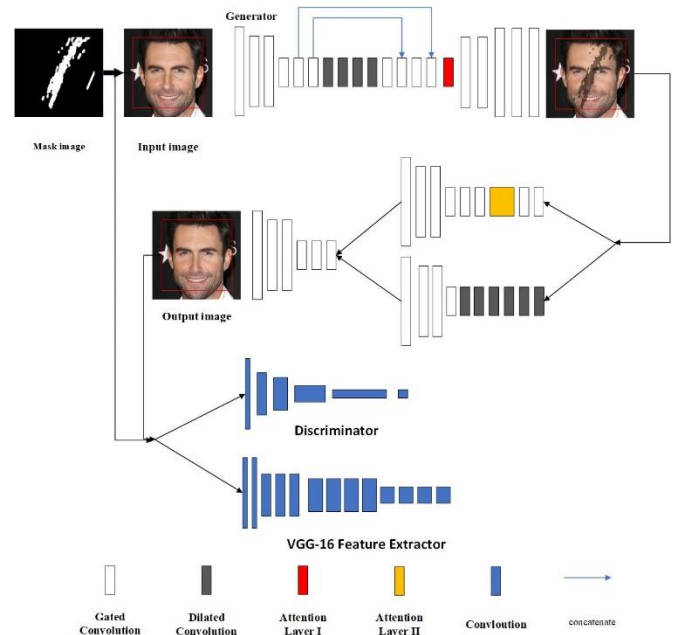 Generator
Mask image
Input image
Output image
Discriminator
VGG-16 Feature Extractor
Gated
Convolution
Dilated
Convolution
Attention
Layer I
Attention
Layer II
Convloution
concatenate